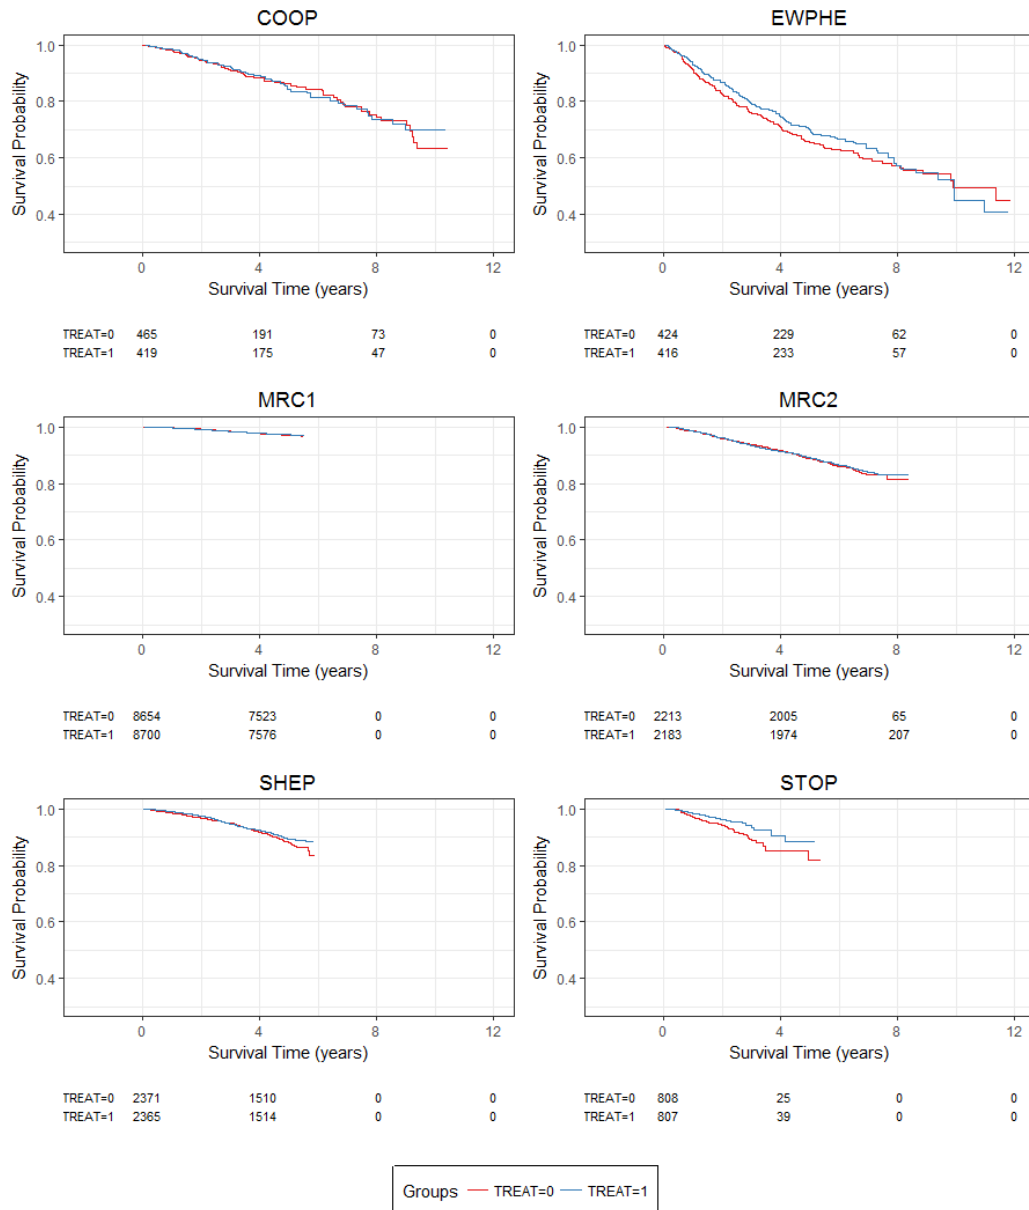 COOP
EWPHE
Survival Probability
1.0
0.8
0.6
0.4
0 4 8 12
Survival Time (years)
TREAT=0 465 191 73 0
TREAT=1 419 175 47 0
Survival Probability
1.0
0.8
0.6
0.4
0 4 8 12
Survival Time (years)
TREAT=0 424 229 62 0
TREAT=1 416 233 57 0
MRC1
MRC2
Survival Probability
1.0
0.8
0.6
0.4
0 4 8 12
Survival Time (years)
TREAT=0 8654 7523 0 0
TREAT=1 8700 7576 0 0
Survival Probability
1.0
0.8
0.6
0.4
0 4 8 12
Survival Time (years)
TREAT=0 2213 2005 65 0
TREAT=1 2183 1974 207 0
SHEP
STOP
Survival Probability
1.0
0.8
0.6
0.4
0 4 8 12
Survival Time (years)
TREAT=0 2371 1510 0 0
TREAT=1 2365 1514 0 0
Survival Probability
1.0
0.8
0.6
0.4
0 4 8 12
Survival Time (years)
TREAT=0 808 25 0 0
TREAT=1 807 39 0 0
Groups TREAT=0 TREAT=1